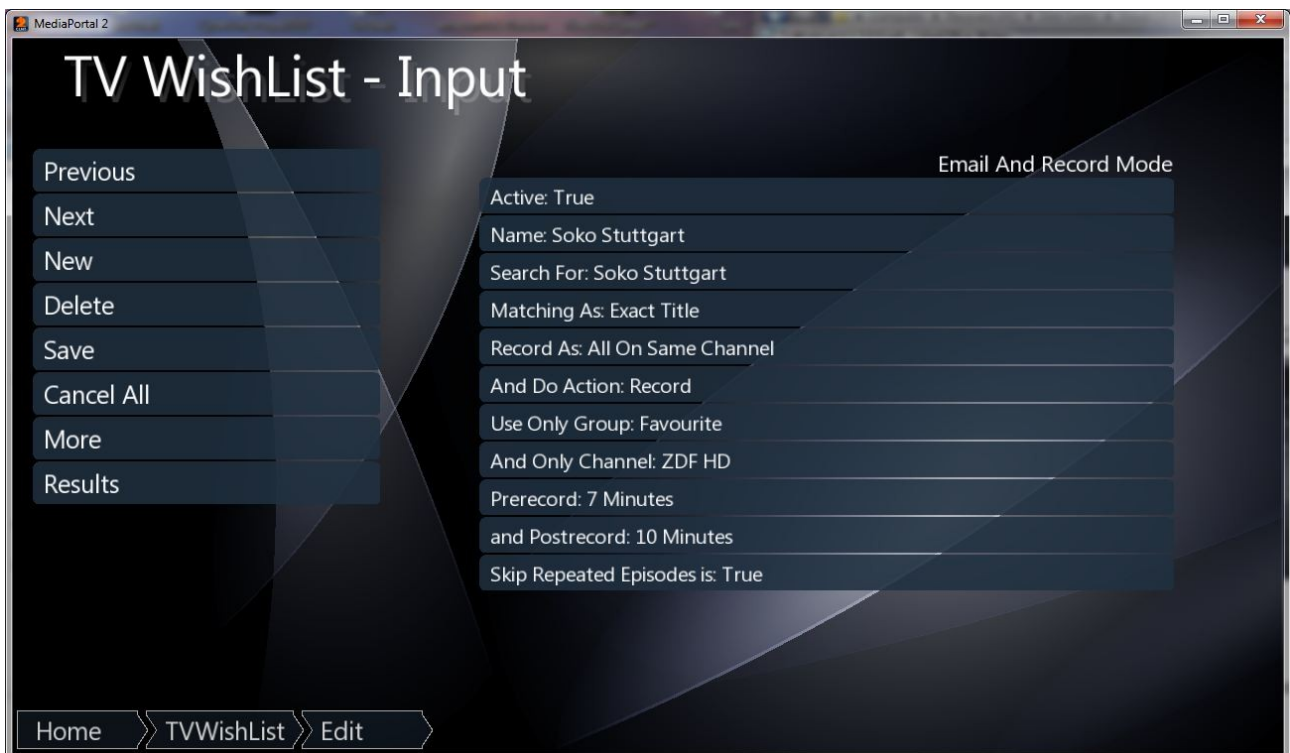 MediaPortal 2
TV WishList - Input
Previous
Next
New
Delete
Save
Cancel All
More
Results
Email And Record Mode
Active: True
Name: Soko Stuttgart
Search For: Soko Stuttgart
Matching As: Exact Title
Record As: All On Same Channel
And Do Action: Record
Use Only Group: Favourite
And Only Channel: ZDF HD
Prerecord: 7 Minutes
and Postrecord: 10 Minutes
Skip Repeated Episodes is: True
Home
TVWishList
Edit